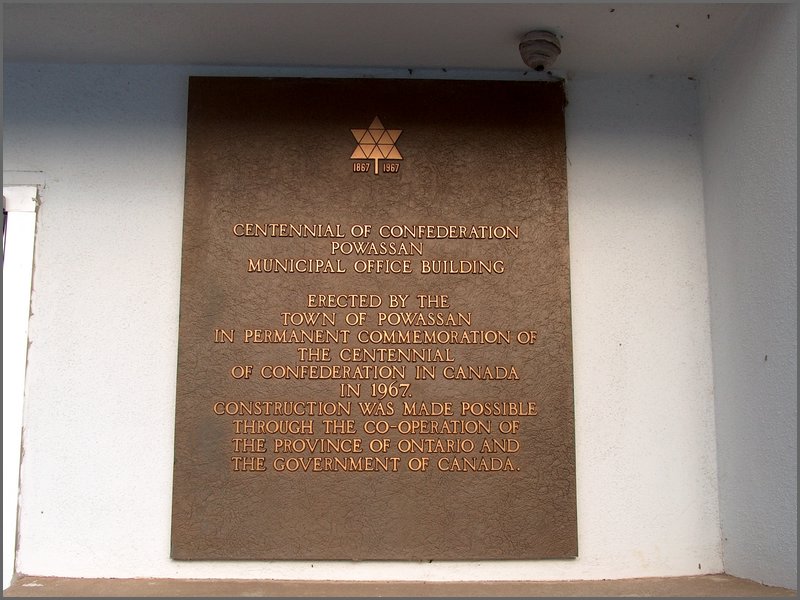 1867 1967
CENTENNIAL OF CONFEDERATION
POWASSAN
MUNICIPAL OFFICE BUILDING
ERECTED BY THE
TOWN OF POWASSAN
IN PERMANENT COMMEMORATION OF
THE CENTENNIAL
OF CONFEDERATION IN CANADA
IN 1967.
CONSTRUCTION WAS MADE POSSIBLE
THROUGH THE CO-OPERATION OF
THE PROVINCE OF ONTARIO AND
THE GOVERNMENT OF CANADA.